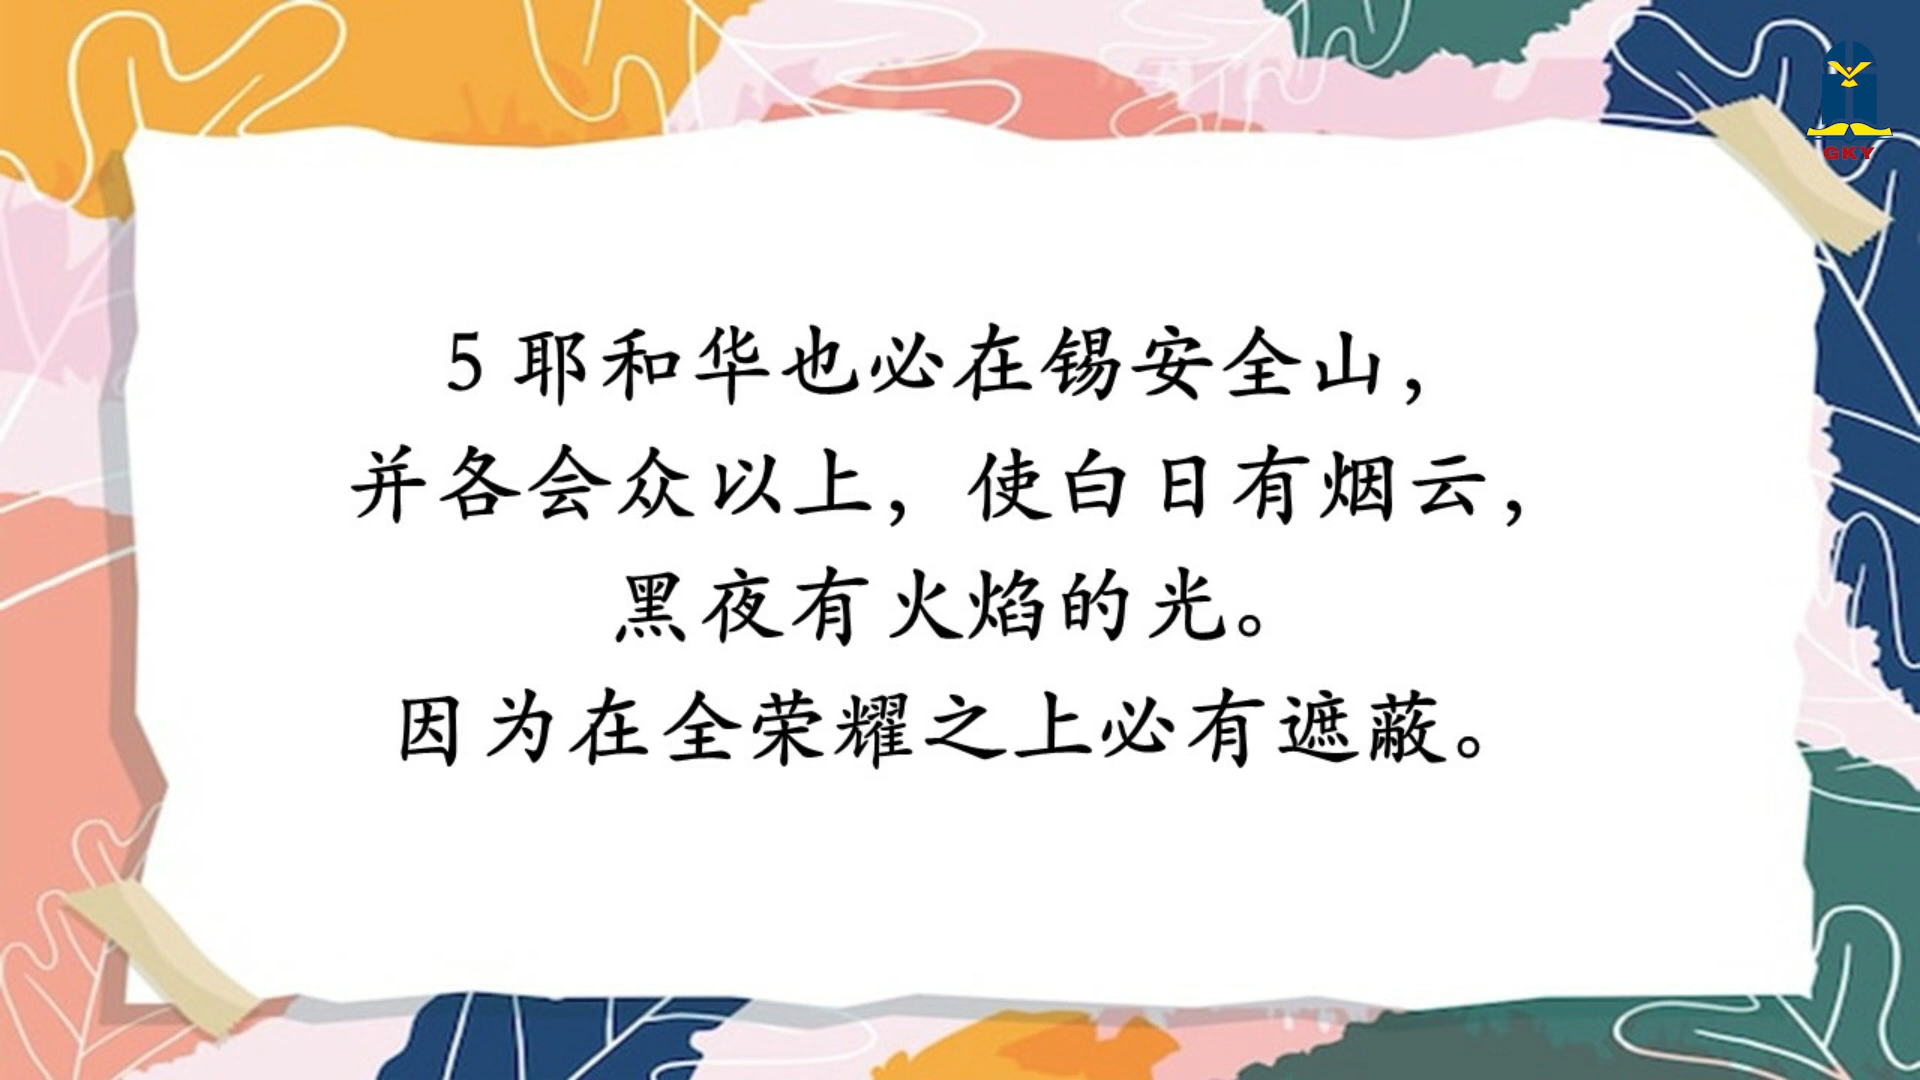 GKY
5 耶和华也必在锡安全山，
并各会众以上，使白日有烟云，
黑夜有火焰的光。
因为在全荣耀之上必有遮蔽。